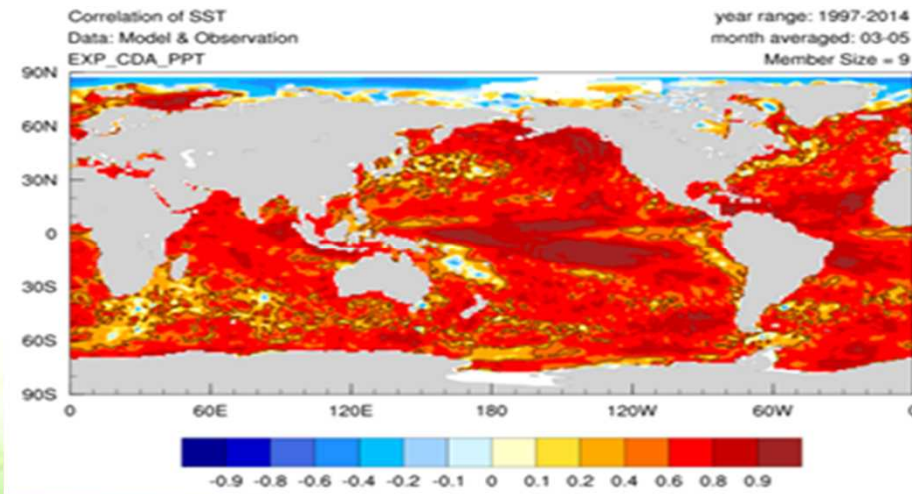 Correlation of SST
Data: Model & Observation
EXP_CDA_PPT
year range: 1997-2014
month averaged: 03-05
Member Size = 9
90N
60N
30N
0
30S
60S
90S
0 60E 120E 180 120W 60W 0
-0.9 -0.8 -0.6 -0.4 -0.2 -0.1 0 0.1 0.2 0.4 0.6 0.8 0.9